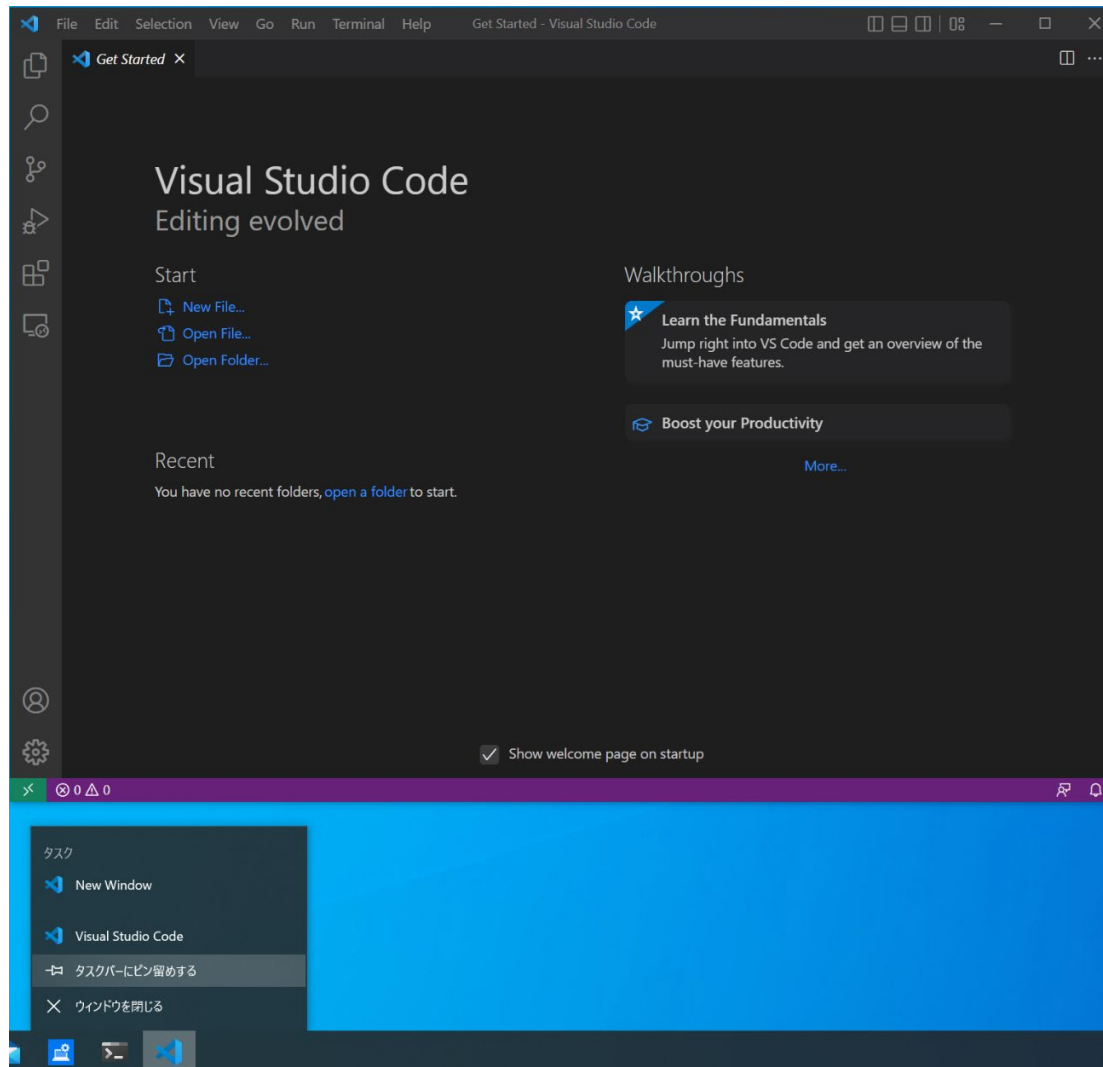 File Edit Selection View Go Run Terminal Help Get Started - Visual Studio Code
Get Started
Visual Studio Code
Editing evolved
Start
New File...
Open File...
Open Folder...
Recent
You have no recent folders, open a folder to start.
Walkthroughs
Learn the Fundamentals
Jump right into VS Code and get an overview of the
must-have features.
Boost your Productivity
More...
Show welcome page on startup
0 0
タスク
New Window
Visual Studio Code
タスクバーにピン留めする
ウィンドウを閉じる